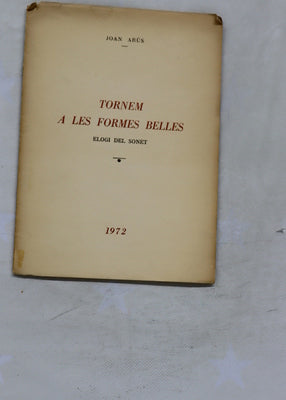 JOAN ARÚS
TORNEM
A LES FORMES BELLES
ELOGI DEL SONET
1972